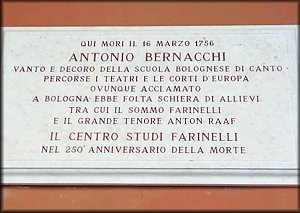 QUI MORÌ IL 16 MARZO 1756
ANTONIO BERNACCHI
VANTO E DECORO DELLA SCUOLA BOLOGNESE DI CANTO
PERCORSE I TEATRI E LE CORTI D'EUROPA
OVUNQUE ACCLAMATO
A BOLOGNA EBBE FOLTA SCHIERA DI ALLIEVI
TRA CUI IL SOMMO FARINELLI
E IL GRANDE TENORE ANTON RAAF
IL CENTRO STUDI FARINELLI
NEL 250° ANNIVERSARIO DELLA MORTE